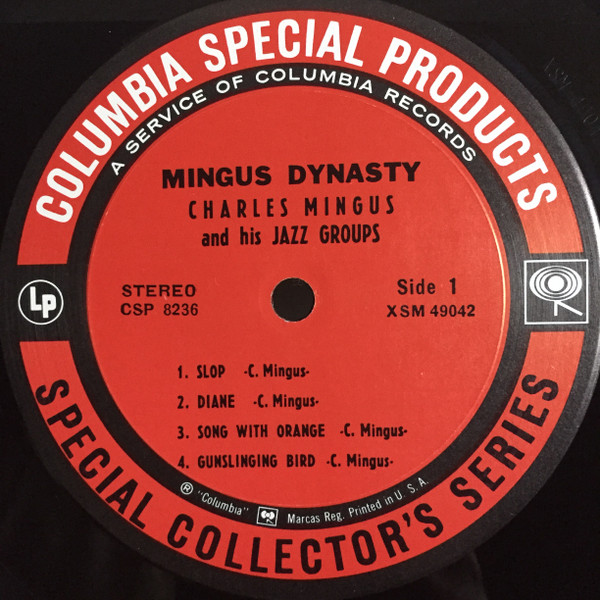 COLUMBIA SPECIAL PRODUCTS
A SERVICE OF COLUMBIA RECORDS
MINGUS DYNASTY
CHARLES MINGUS
and his JAZZ GROUPS
Lp
STEREO
CSP 8236
Side 1
XSM 49042
1. SLOP -C. Mingus-
2. DIANE -C. Mingus-
3. SONG WITH ORANGE -C. Mingus-
4. GUNSLINGING BIRD -C. Mingus-
® "Columbia" Marcas Reg. Printed in U. S. A.
SPECIAL COLLECTOR'S SERIES